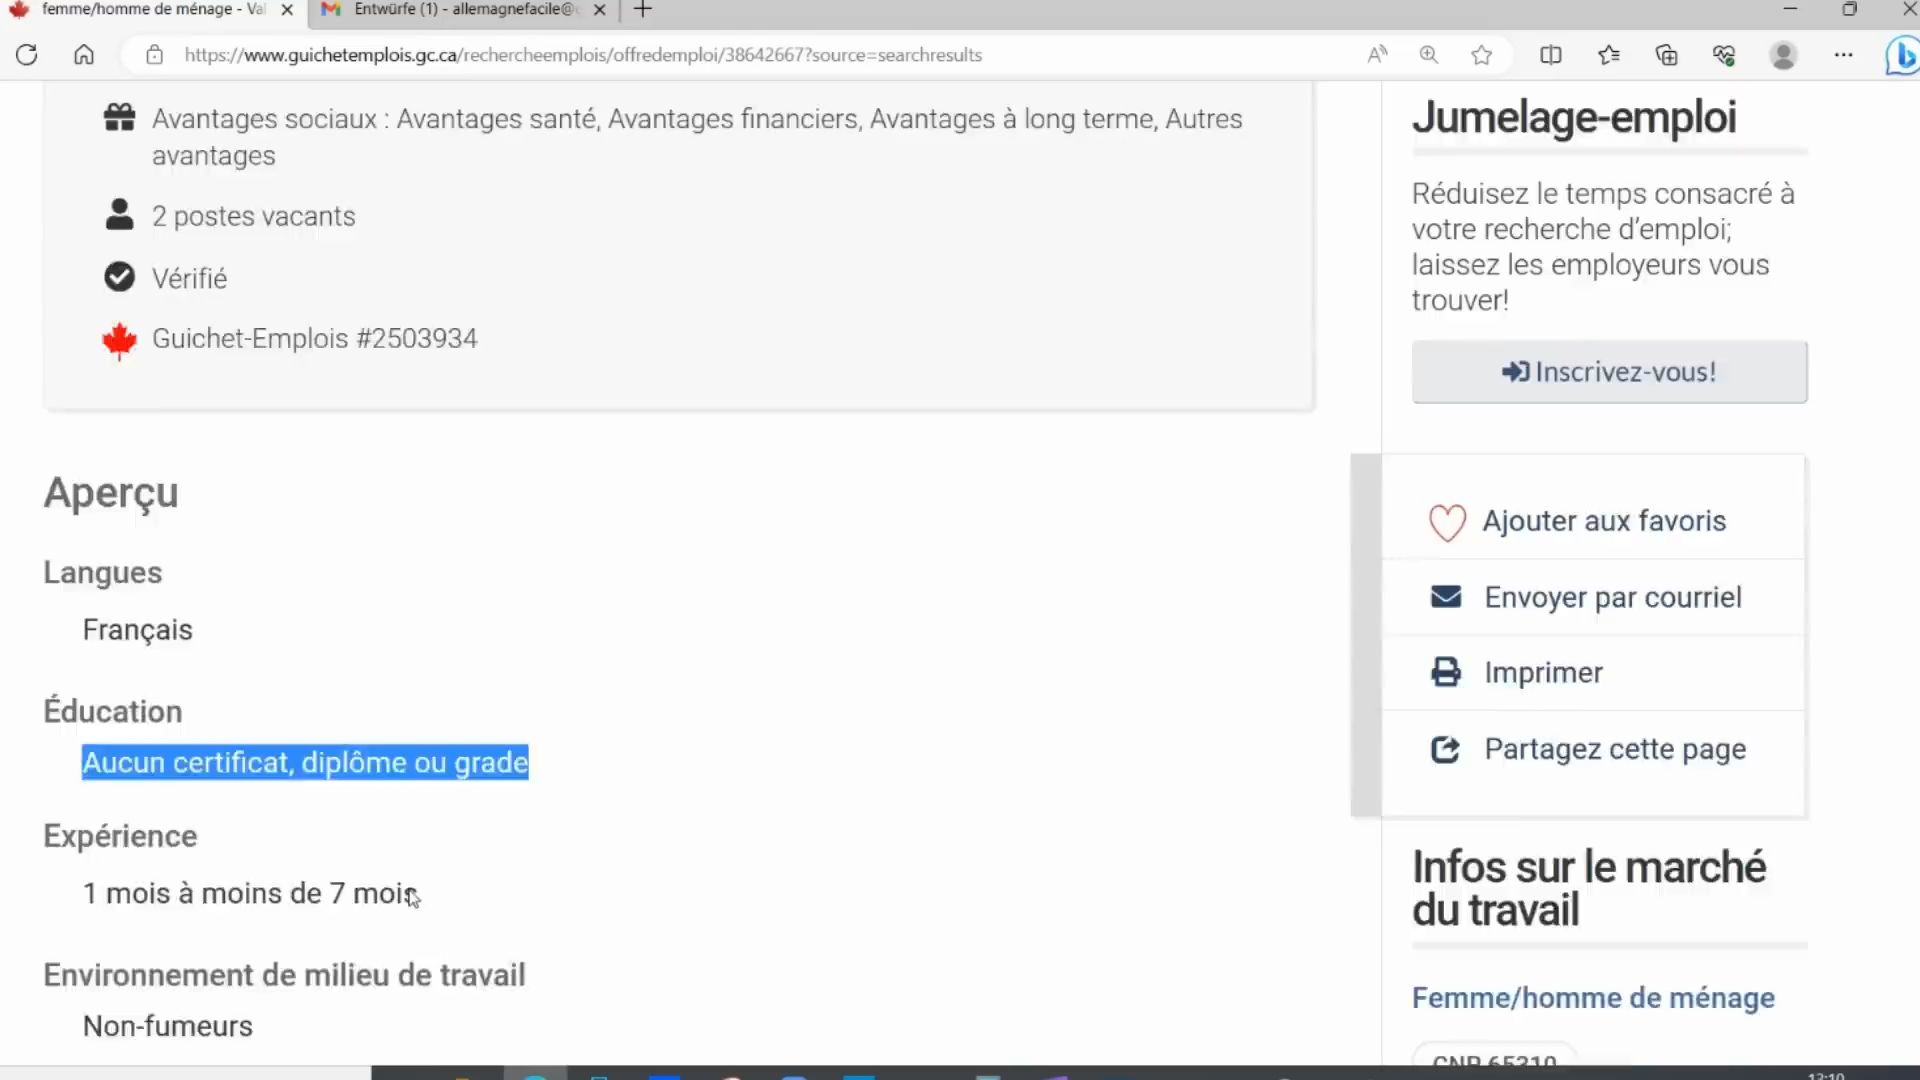 femme/homme de ménage - Val
Entwürfe (1) - allemagnefacile@g
https://www.guichetemplois.gc.ca/rechercheemplois/offredemploi/38642667?source=searchresults
Avantages sociaux : Avantages santé, Avantages financiers, Avantages à long terme, Autres
avantages
2 postes vacants
Vérifié
Guichet-Emplois #2503934
Aperçu
Langues
Français
Éducation
Aucun certificat, diplôme ou grade
Expérience
1 mois à moins de 7 mois
Environnement de milieu de travail
Non-fumeurs
Jumelage-emploi
Réduisez le temps consacré à
votre recherche d'emploi;
laissez les employeurs vous
trouver!
Inscrivez-vous!
Ajouter aux favoris
Envoyer par courriel
Imprimer
Partagez cette page
Infos sur le marché
du travail
Femme/homme de ménage
CNP 65310